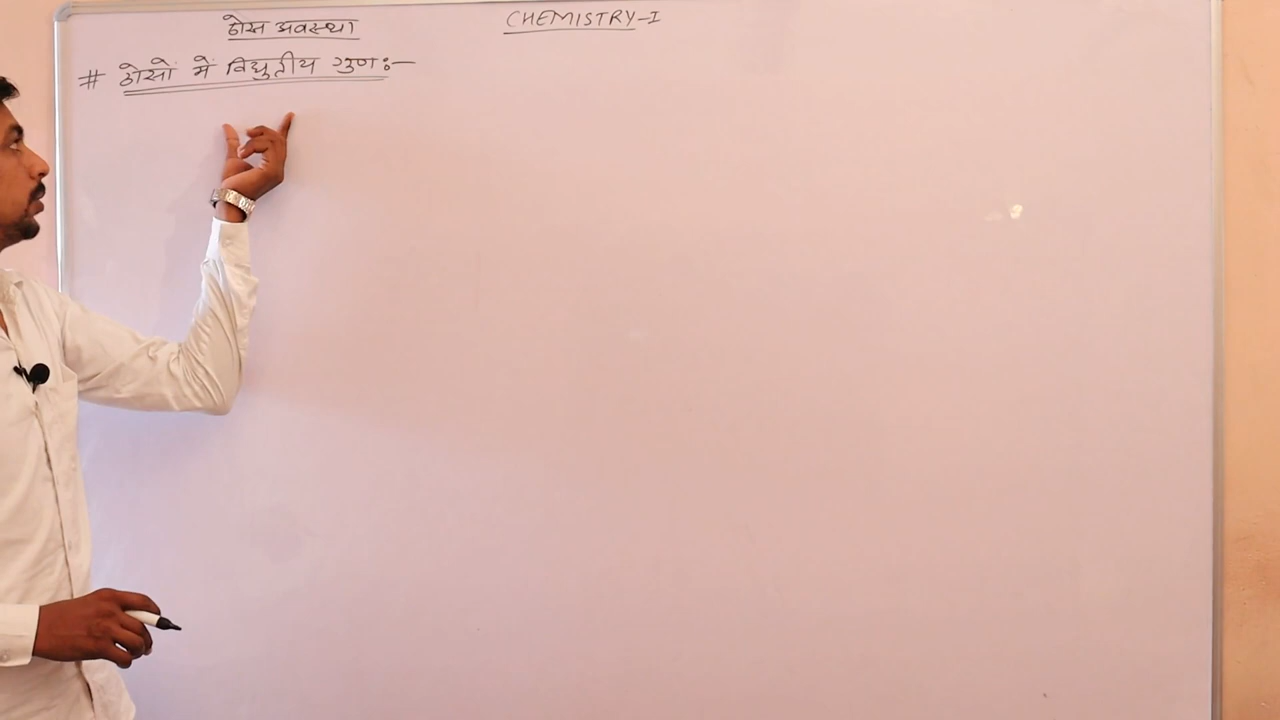 ठोस अवस्था CHEMISTRY-I
# ठोसों में विद्युतीय गुण :-